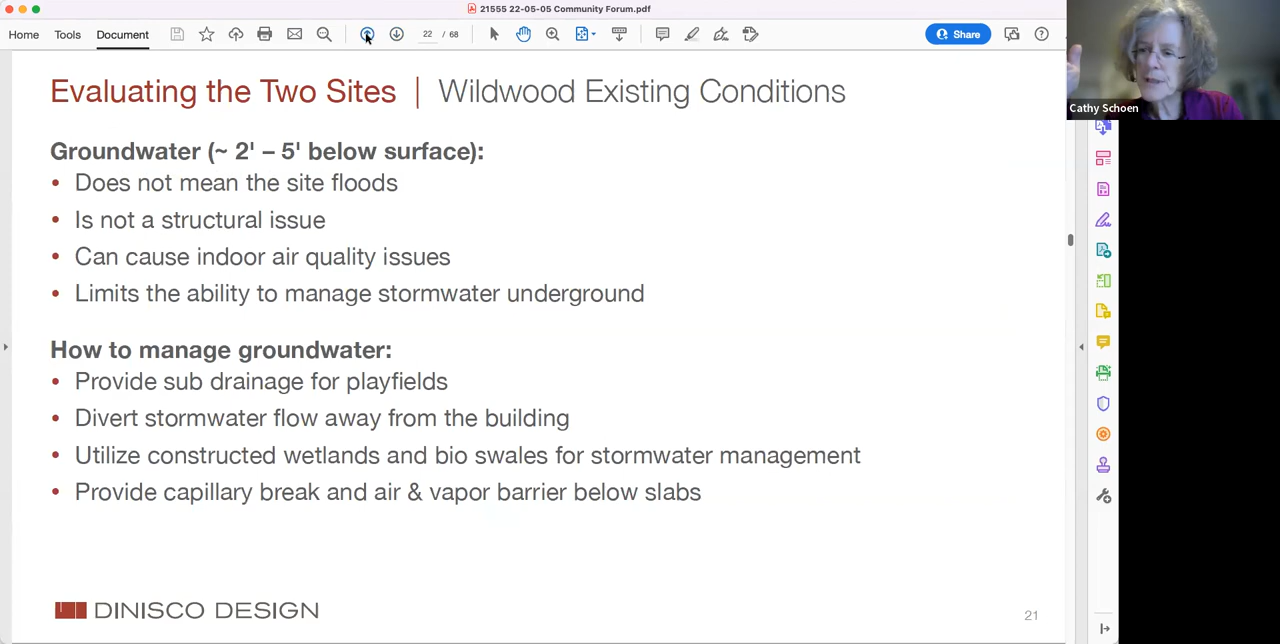 21555 22-05-05 Community Forum.pdf
Home Tools Document 22 / 68 Share
Cathy Schoen
Evaluating the Two Sites | Wildwood Existing Conditions
Groundwater (~ 2' – 5' below surface):
• Does not mean the site floods
• Is not a structural issue
• Can cause indoor air quality issues
• Limits the ability to manage stormwater underground
How to manage groundwater:
• Provide sub drainage for playfields
• Divert stormwater flow away from the building
• Utilize constructed wetlands and bio swales for stormwater management
• Provide capillary break and air & vapor barrier below slabs
DINISCO DESIGN
21